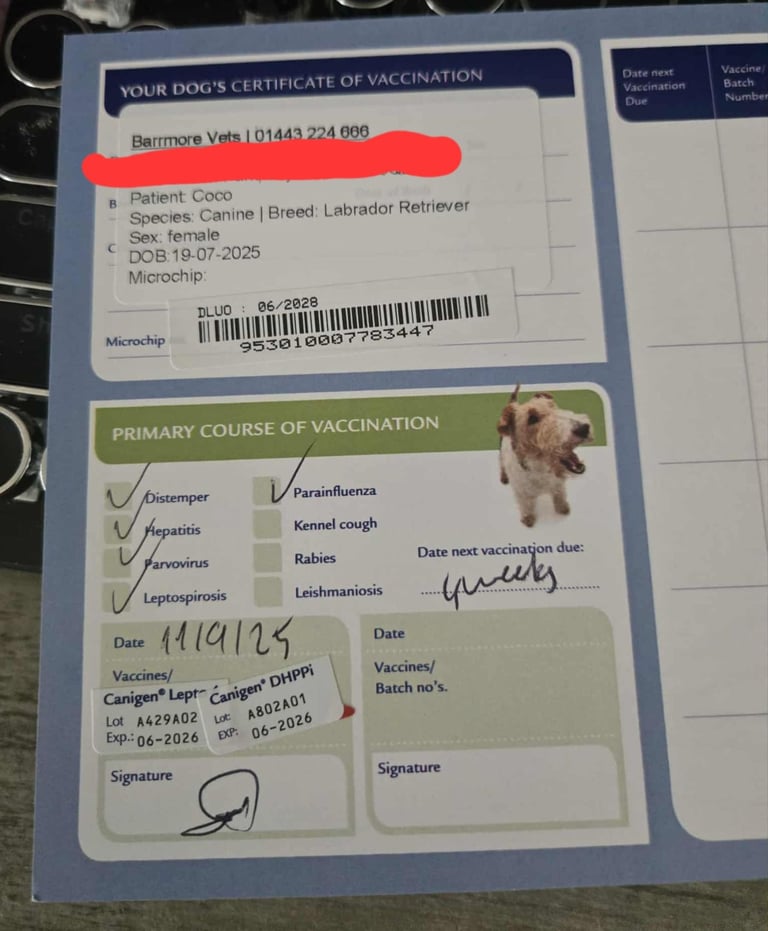 YOUR DOG'S CERTIFICATE OF VACCINATION
Barrmore Vets | 01443 224 666
Patient: Coco
Species: Canine | Breed: Labrador Retriever
Sex: female
DOB:19-07-2025
Microchip:
DLUO : 06/2028
Microchip
953010007783447
PRIMARY COURSE OF VACCINATION
Distemper
Hepatitis
Parvovirus
Leptospirosis
Parainfluenza
Kennel cough
Rabies
Leishmaniosis
Date next vaccination due:
4weeks
Date 11/9/25
Vaccines/
Canigen® Lept
Lot A429A02
Exp.: 06-2026
Canigen® DHPPi
Lot: A802A01
EXP: 06-2026
Signature
Date
Vaccines/
Batch no's.
Signature
Date next
Vaccination
Due
Vaccine/
Batch
Number